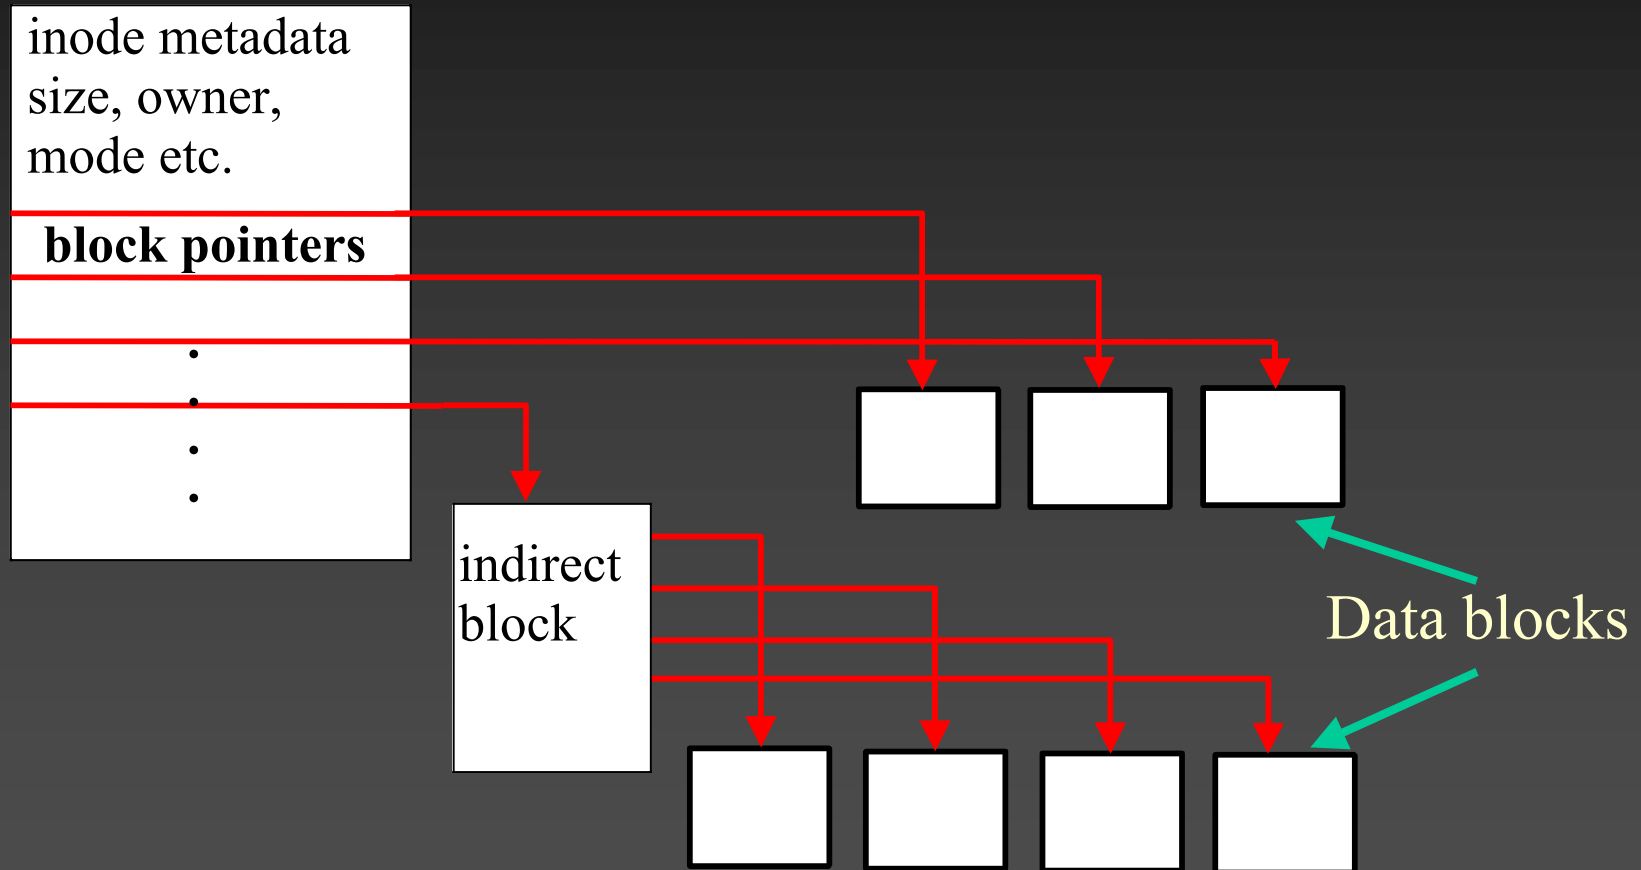 inode metadata
size, owner,
mode etc.
block pointers
.
.
.
.
indirect
block
Data blocks